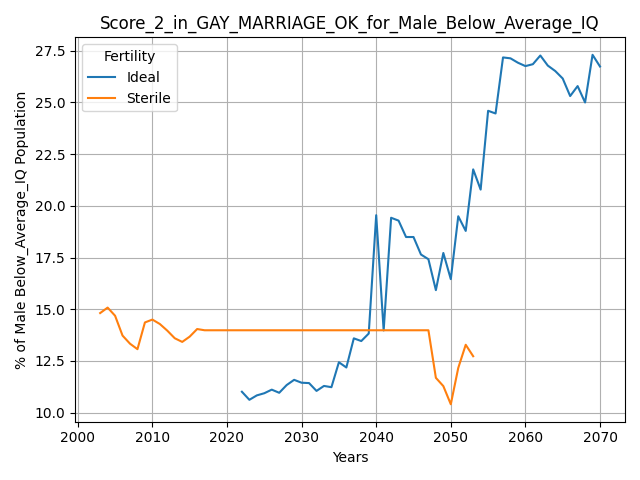 Score_2_in_GAY_MARRIAGE_OK_for_Male_Below_Average_IQ
% of Male Below_Average_IQ Population
27.5
25.0
22.5
20.0
17.5
15.0
12.5
10.0
Fertility
Ideal
Sterile
2000 2010 2020 2030 2040 2050 2060 2070
Years